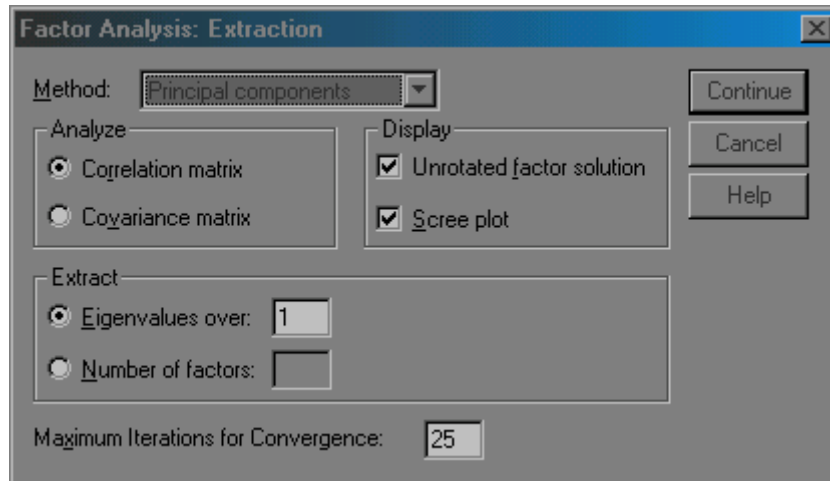 Factor Analysis: Extraction
Method: Principal components
Continue
Cancel
Help
Analyze
Correlation matrix
Covariance matrix
Display
Unrotated factor solution
Scree plot
Extract
Eigenvalues over: 1
Number of factors:
Maximum Iterations for Convergence: 25